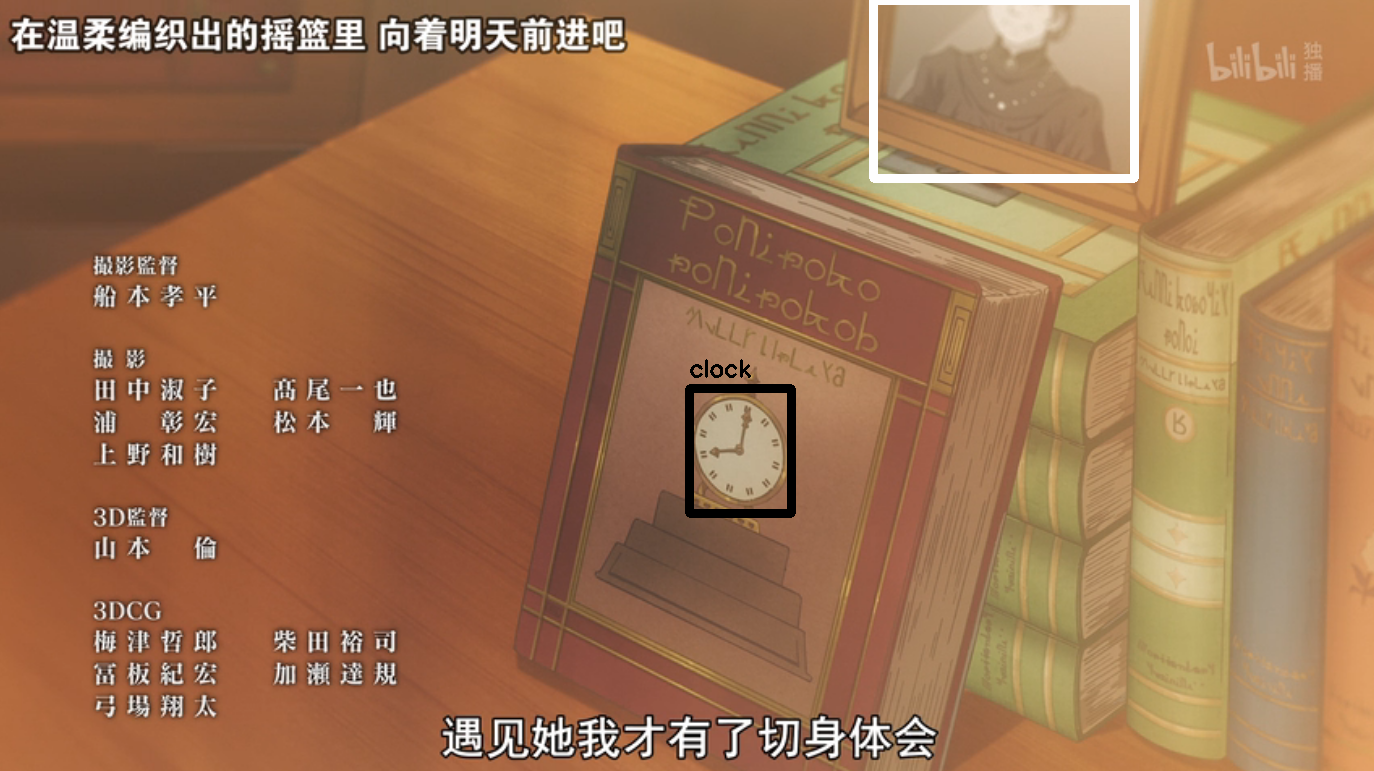 在温柔编织出的摇篮里 向着明天前进吧
bilibili 独播
撮影監督
船本孝平
撮影
田中淑子 髙尾一也
浦 彰宏 松本 輝
上野和樹
3D監督
山本 倫
3DCG
梅津哲郎 柴田裕司
冨板紀宏 加瀬達規
弓場翔太
clock
遇见她我才有了切身体会